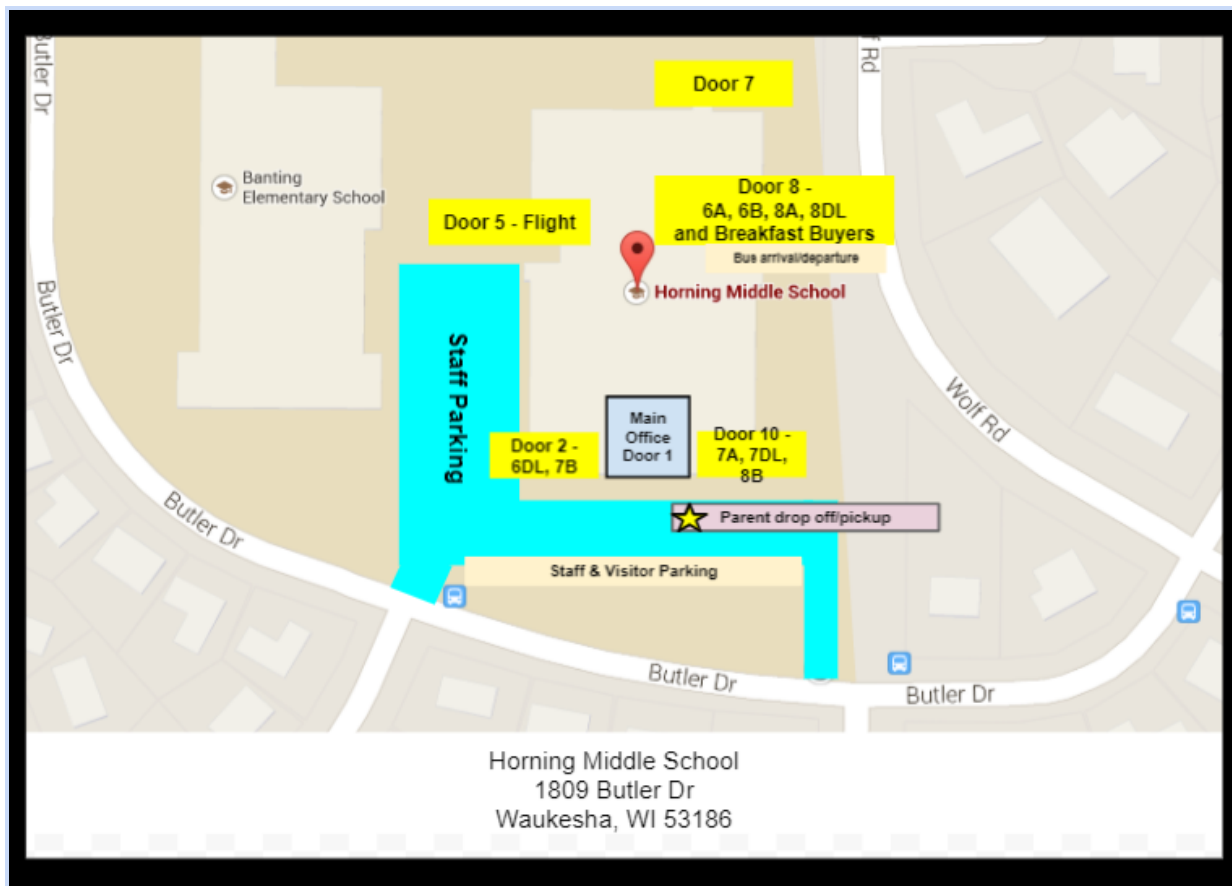 Butler Dr
f Rd
Door 7
Banting
Elementary School
Door 8 -
6A, 6B, 8A, 8DL
and Breakfast Buyers
Door 5 - Flight
Bus arrival/departure
Horning Middle School
Butler Dr
Staff Parking
Wolf Rd
Main
Office
Door 1
Door 2 -
6DL, 7B
Door 10 -
7A, 7DL,
8B
Butler Dr
Parent drop off/pickup
Staff & Visitor Parking
Butler Dr
Butler Dr
Horning Middle School
1809 Butler Dr
Waukesha, WI 53186